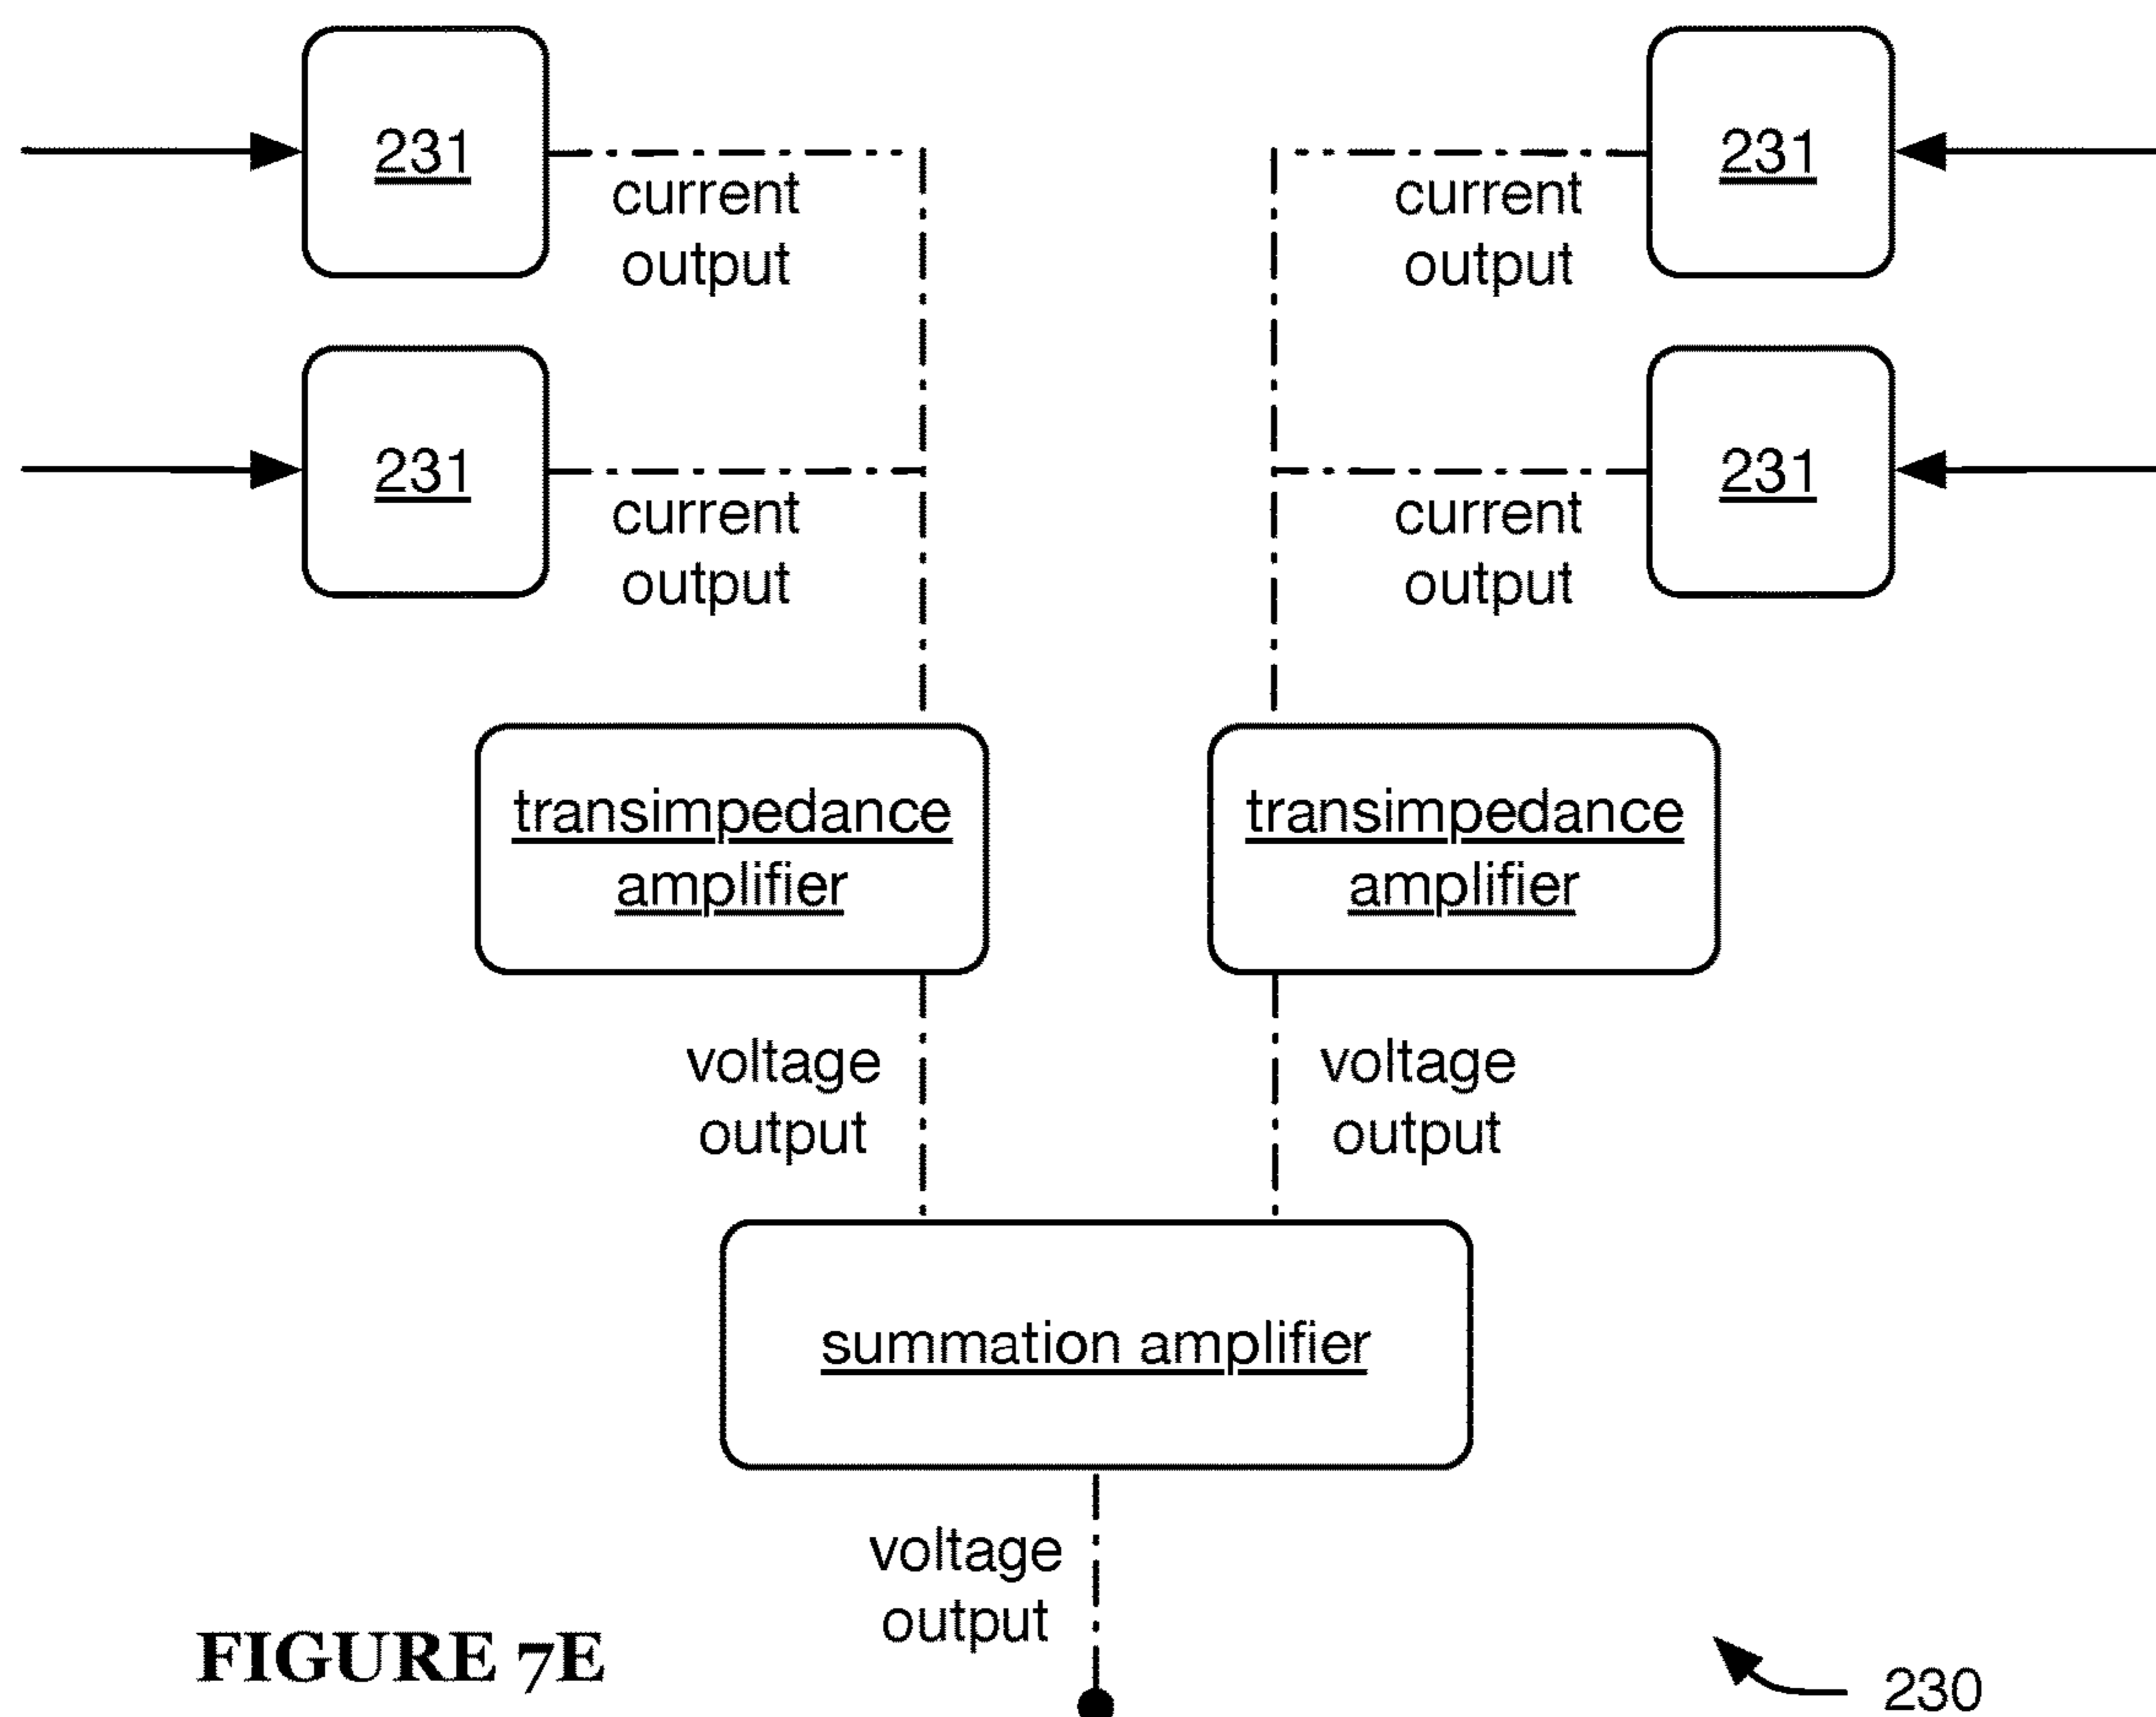 231
231
current
output
current
output
231
231
current
output
current
output
transimpedance
amplifier
transimpedance
amplifier
voltage
output
voltage
output
summation amplifier
voltage
output
FIGURE 7E
230